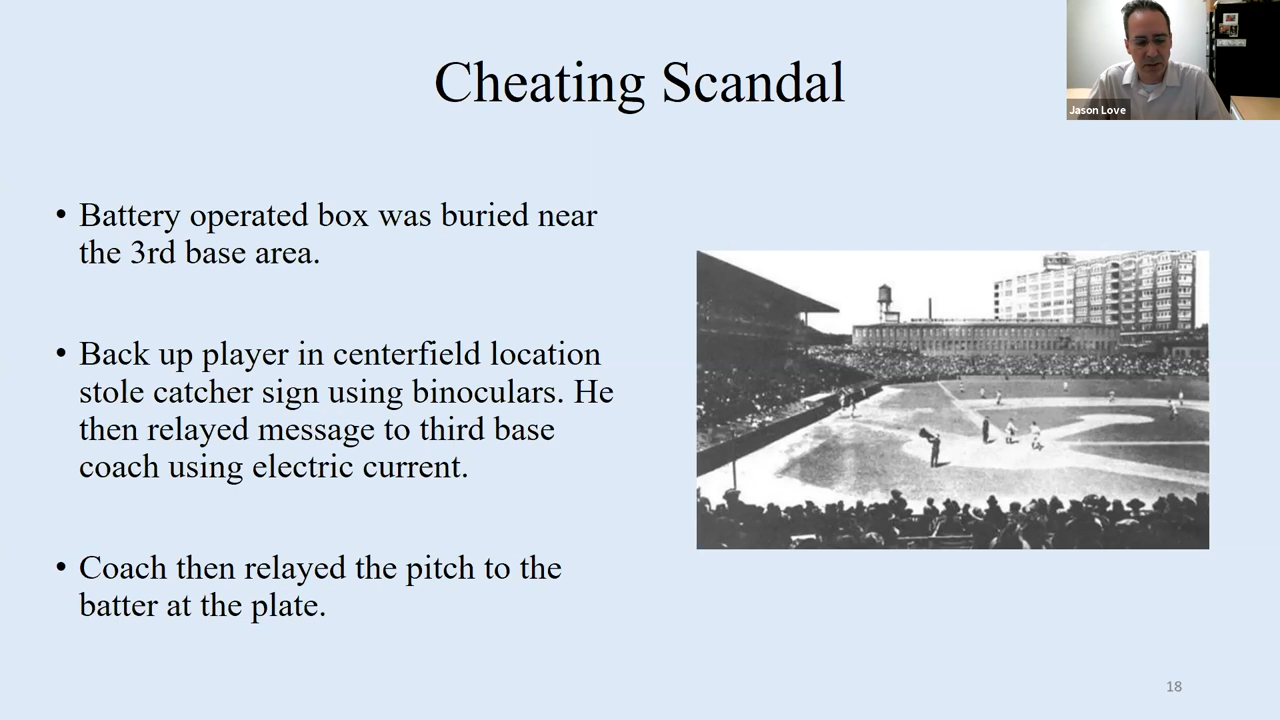 Cheating Scandal
Jason Love
• Battery operated box was buried near
the 3rd base area.
• Back up player in centerfield location
stole catcher sign using binoculars. He
then relayed message to third base
coach using electric current.
• Coach then relayed the pitch to the
batter at the plate.
18